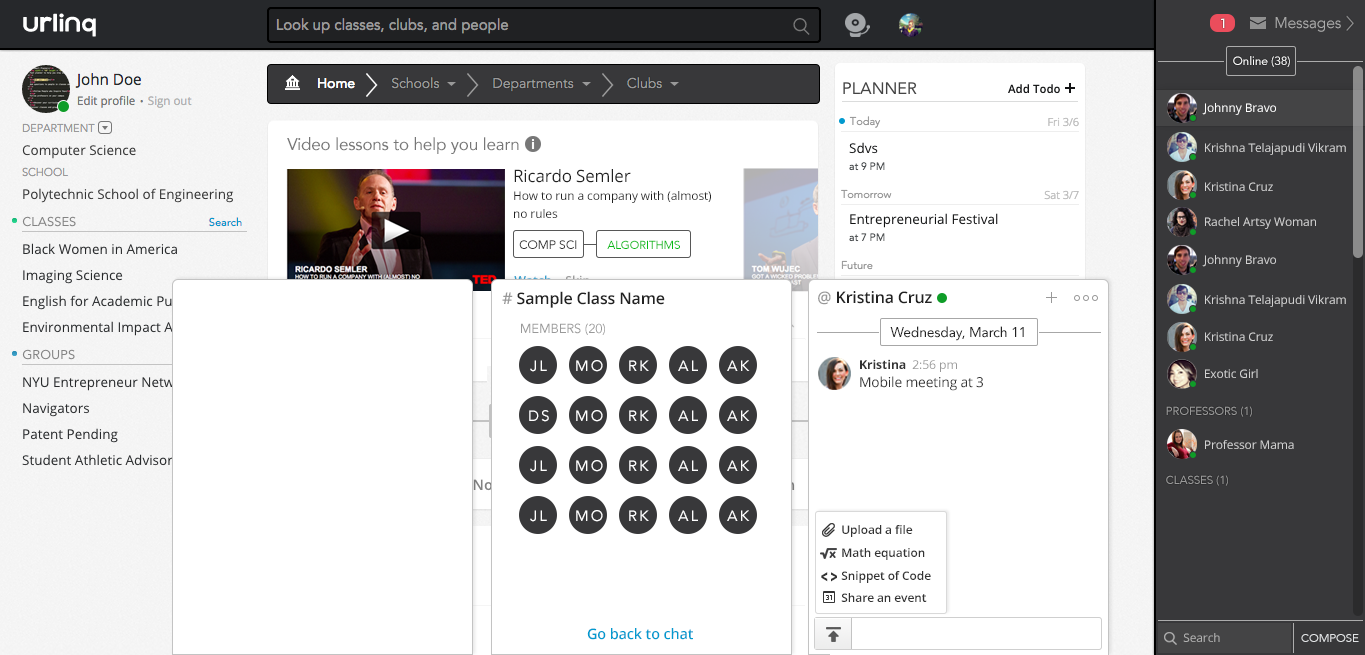 urlinq
Look up classes, clubs, and people
1
Messages
Online (38)
John Doe
Edit profile • Sign out
DEPARTMENT
Computer Science
SCHOOL
Polytechnic School of Engineering
CLASSES Search
Black Women in America
Imaging Science
English for Academic Pu
Environmental Impact A
GROUPS
NYU Entrepreneur Netw
Navigators
Patent Pending
Student Athletic Advisor
Home Schools Departments Clubs
Video lessons to help you learn
RICARDO SEMLER
HOW TO RUN A COMPANY WITH (ALMOST) NO RULES
TED
Ricardo Semler
How to run a company with (almost)
no rules
COMP SCI ALGORITHMS
Watch Skip
TOM WUJEC
GOT A WICKED PROBLEM
No
PLANNER Add Todo +
Today Fri 3/6
Sdvs
at 9 PM
Tomorrow Sat 3/7
Entrepreneurial Festival
at 7 PM
Future
# Sample Class Name
MEMBERS (20)
JL MO RK AL AK
DS MO RK AL AK
JL MO RK AL AK
JL MO RK AL AK
Go back to chat
@ Kristina Cruz
Wednesday, March 11
Kristina 2:56 pm
Mobile meeting at 3
Upload a file
Math equation
Snippet of Code
31 Share an event
Johnny Bravo
Krishna Telajapudi Vikram
Kristina Cruz
Rachel Artsy Woman
Johnny Bravo
Krishna Telajapudi Vikram
Kristina Cruz
Exotic Girl
PROFESSORS (1)
Professor Mama
CLASSES (1)
Search COMPOSE